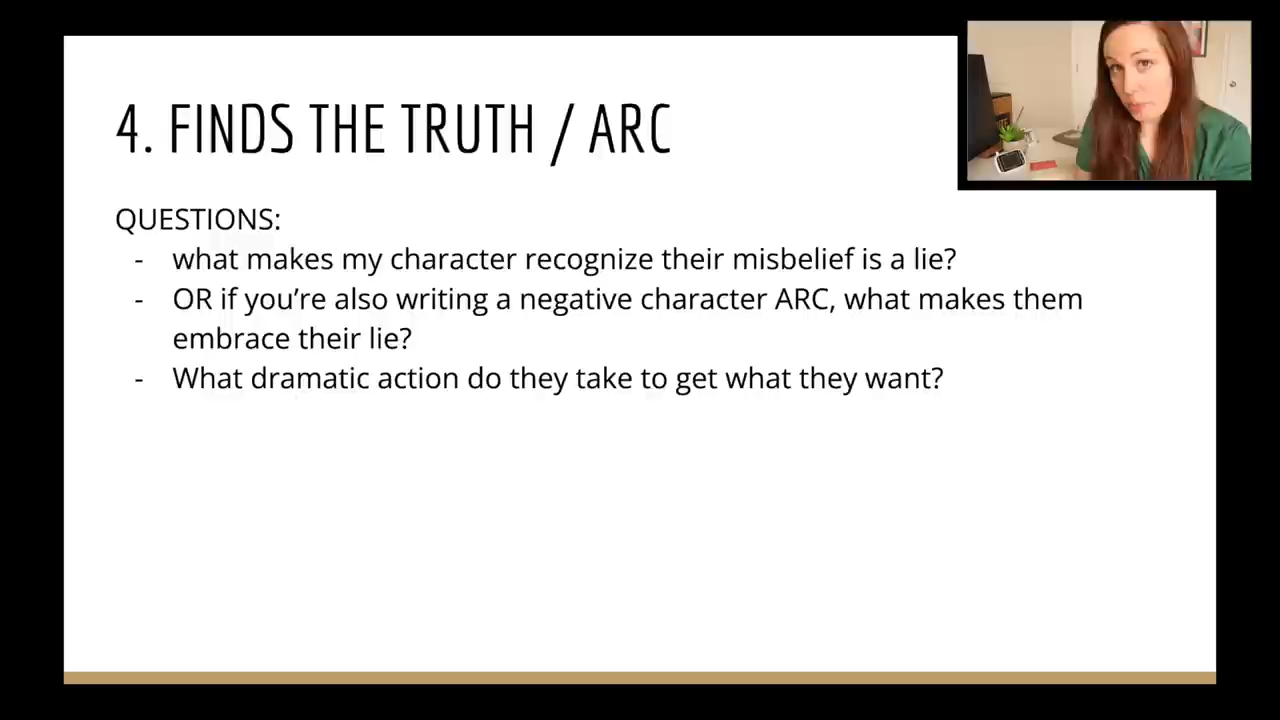 4. FINDS THE TRUTH / ARC
QUESTIONS:
- what makes my character recognize their misbelief is a lie?
- OR if you’re also writing a negative character ARC, what makes them
embrace their lie?
- What dramatic action do they take to get what they want?